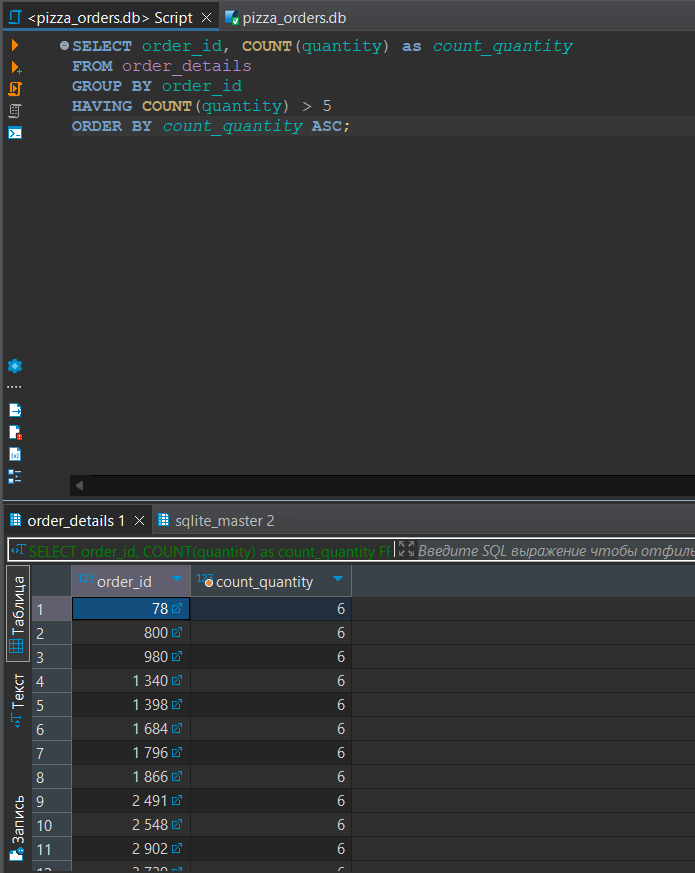 <pizza_orders.db> Script
pizza_orders.db
SELECT order_id, COUNT(quantity) as count_quantity
FROM order_details
GROUP BY order_id
HAVING COUNT(quantity) > 5
ORDER BY count_quantity ASC;
order_details 1
sqlite_master 2
SELECT order_id, COUNT(quantity) as count_quantity FR
Введите SQL выражение чтобы отфиль
Таблица
Текст
Запись
123 order_id
123 count_quantity
1 78 6
2 800 6
3 980 6
4 1 340 6
5 1 398 6
6 1 684 6
7 1 796 6
8 1 866 6
9 2 491 6
10 2 548 6
11 2 902 6